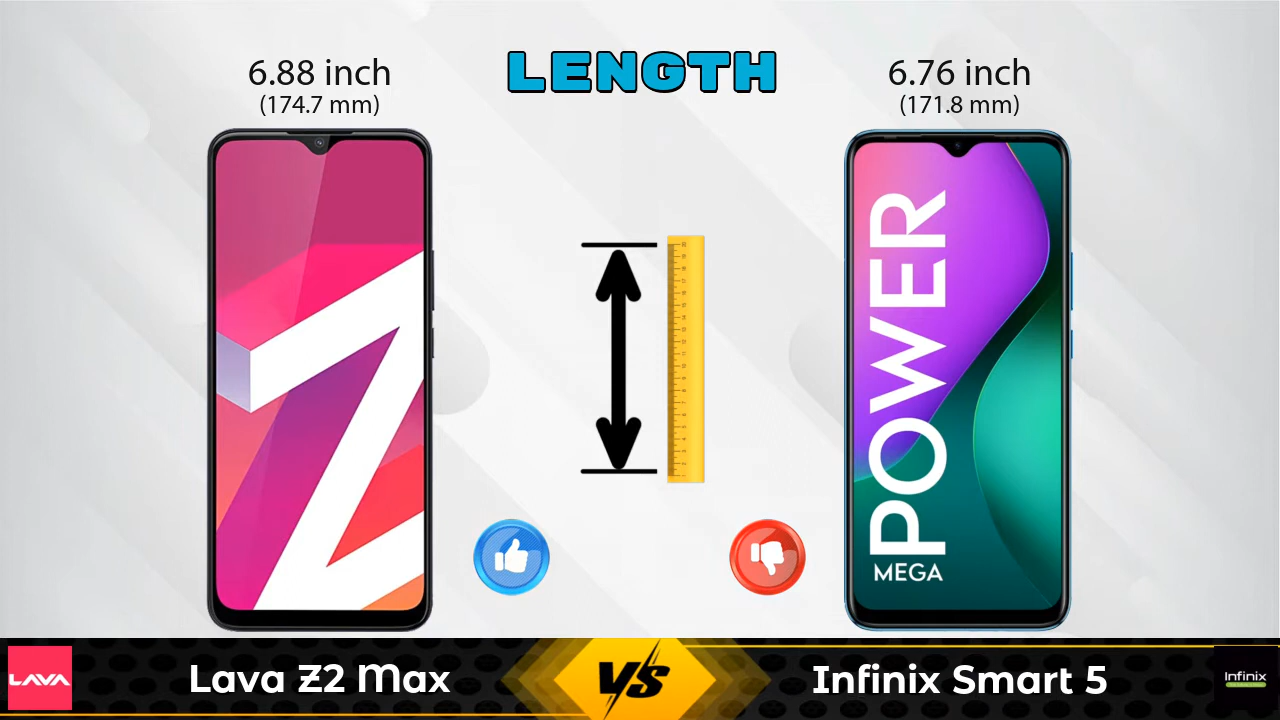 LENGTH
6.88 inch
(174.7 mm)
6.76 inch
(171.8 mm)
POWER
MEGA
LAVA
Lava Z2 Max
VS
Infinix Smart 5
Infinix